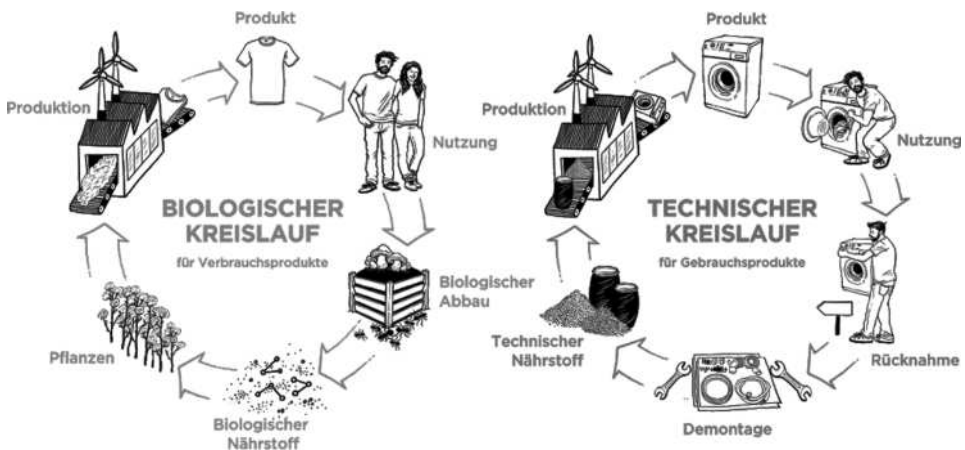 Produkt
Produktion
Nutzung
BIOLOGISCHER
KREISLAUF
für Verbrauchsprodukte
Biologischer
Abbau
Biologischer
Nährstoff
Pflanzen
Produkt
Produktion
Nutzung
TECHNISCHER
KREISLAUF
für Gebrauchsprodukte
Rücknahme
Demontage
Technischer
Nährstoff